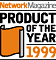 NetworkMagazine
PRODUCT
OF THE
YEAR
1999